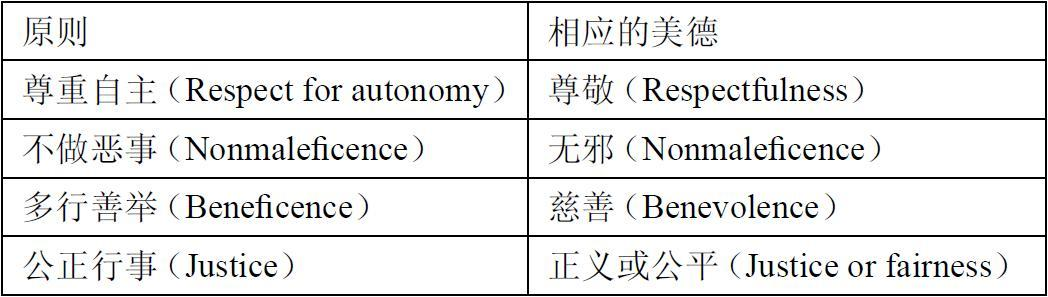 原则 相应的美德
尊重自主（Respect for autonomy） 尊敬（Respectfulness）
不做恶事（Nonmaleficence） 无邪（Nonmaleficence）
多行善举（Beneficence） 慈善（Benevolence）
公正行事（Justice） 正义或公平（Justice or fairness）